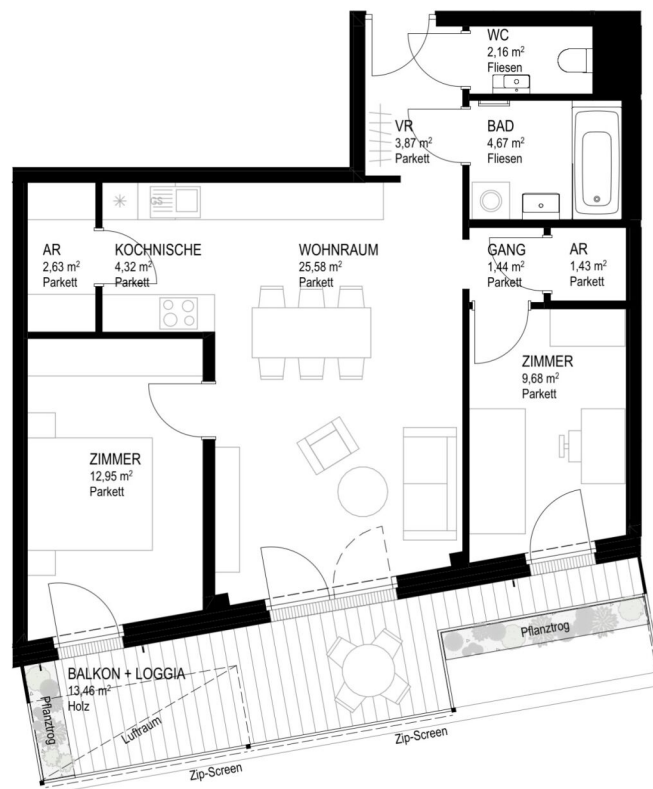 WC
2,16 m²
Fliesen
VR
3,87 m²
Parkett
BAD
4,67 m²
Fliesen
GS
AR
2,63 m²
Parkett
KOCHNISCHE
4,32 m²
Parkett
WOHNRAUM
25,58 m²
Parkett
GANG
1,44 m²
Parkett
AR
1,43 m²
Parkett
ZIMMER
9,68 m²
Parkett
ZIMMER
12,95 m²
Parkett
Pflanztrog
BALKON + LOGGIA
13,46 m²
Holz
Pflanztrog
Luftraum
Zip-Screen
Zip-Screen